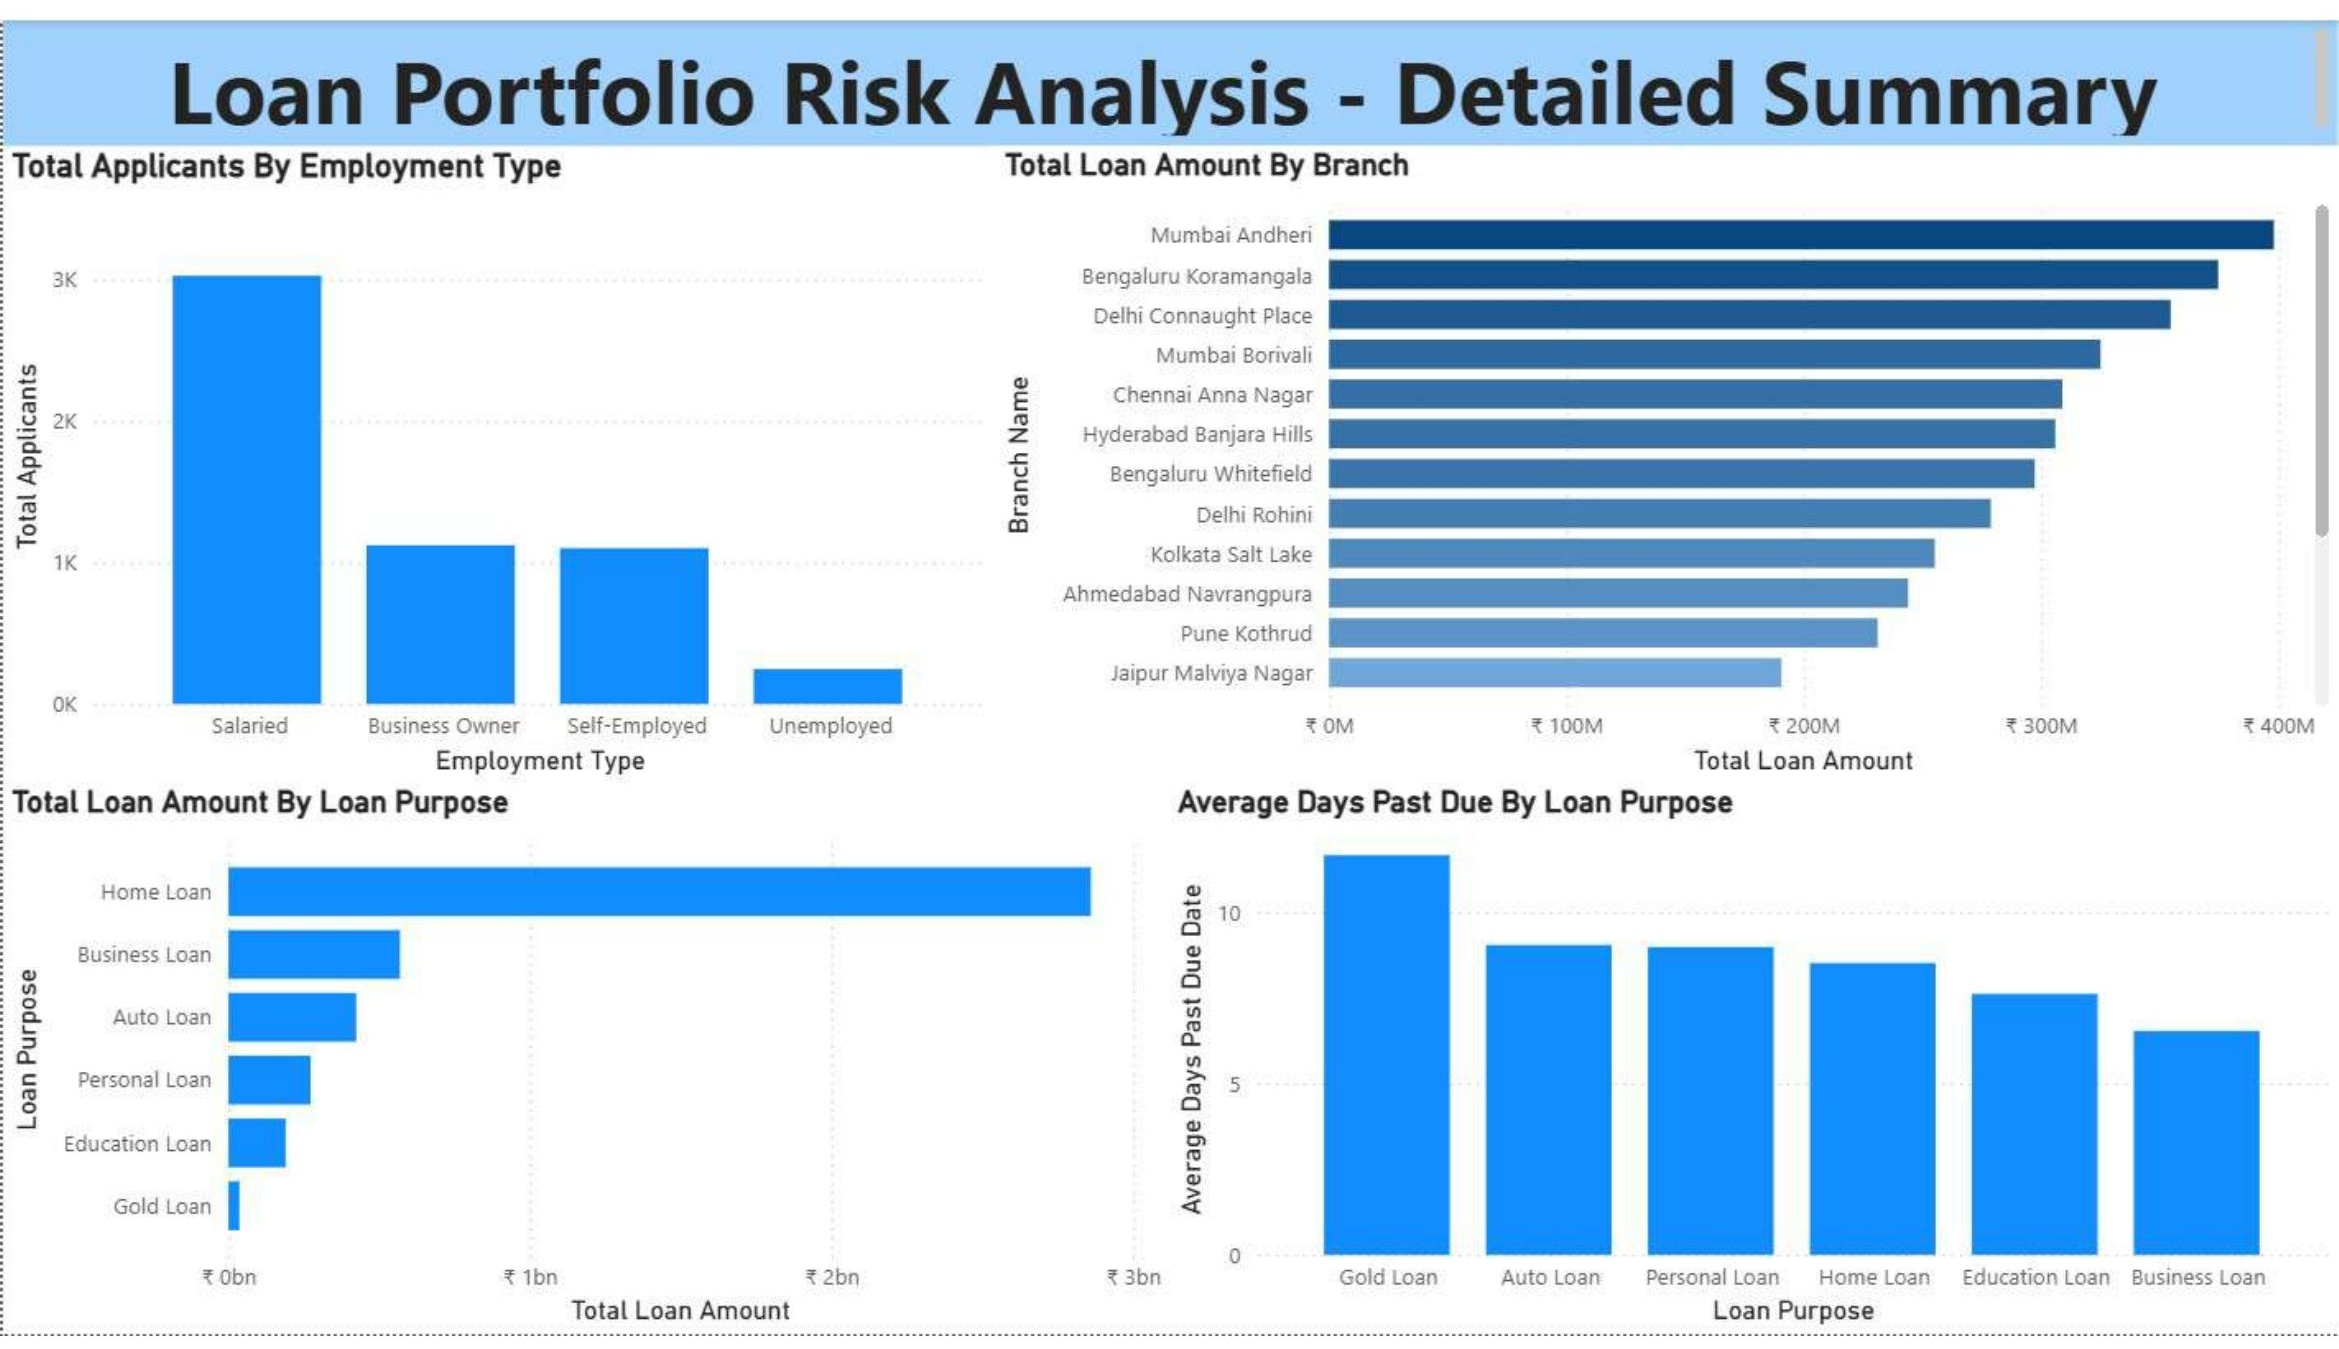 Loan Portfolio Risk Analysis - Detailed Summary
Total Applicants By Employment Type
Total Applicants
3K
2K
1K
0K
Salaried
Business Owner
Self-Employed
Unemployed
Employment Type
Total Loan Amount By Branch
Branch Name
Mumbai Andheri
Bengaluru Koramangala
Delhi Connaught Place
Mumbai Borivali
Chennai Anna Nagar
Hyderabad Banjara Hills
Bengaluru Whitefield
Delhi Rohini
Kolkata Salt Lake
Ahmedabad Navrangpura
Pune Kothrud
Jaipur Malviya Nagar
₹ 0M
₹ 100M
₹ 200M
₹ 300M
₹ 400M
Total Loan Amount
Total Loan Amount By Loan Purpose
Loan Purpose
Home Loan
Business Loan
Auto Loan
Personal Loan
Education Loan
Gold Loan
₹ 0bn
₹ 1bn
₹ 2bn
₹ 3bn
Total Loan Amount
Average Days Past Due By Loan Purpose
Average Days Past Due Date
10
5
0
Gold Loan
Auto Loan
Personal Loan
Home Loan
Education Loan
Business Loan
Loan Purpose